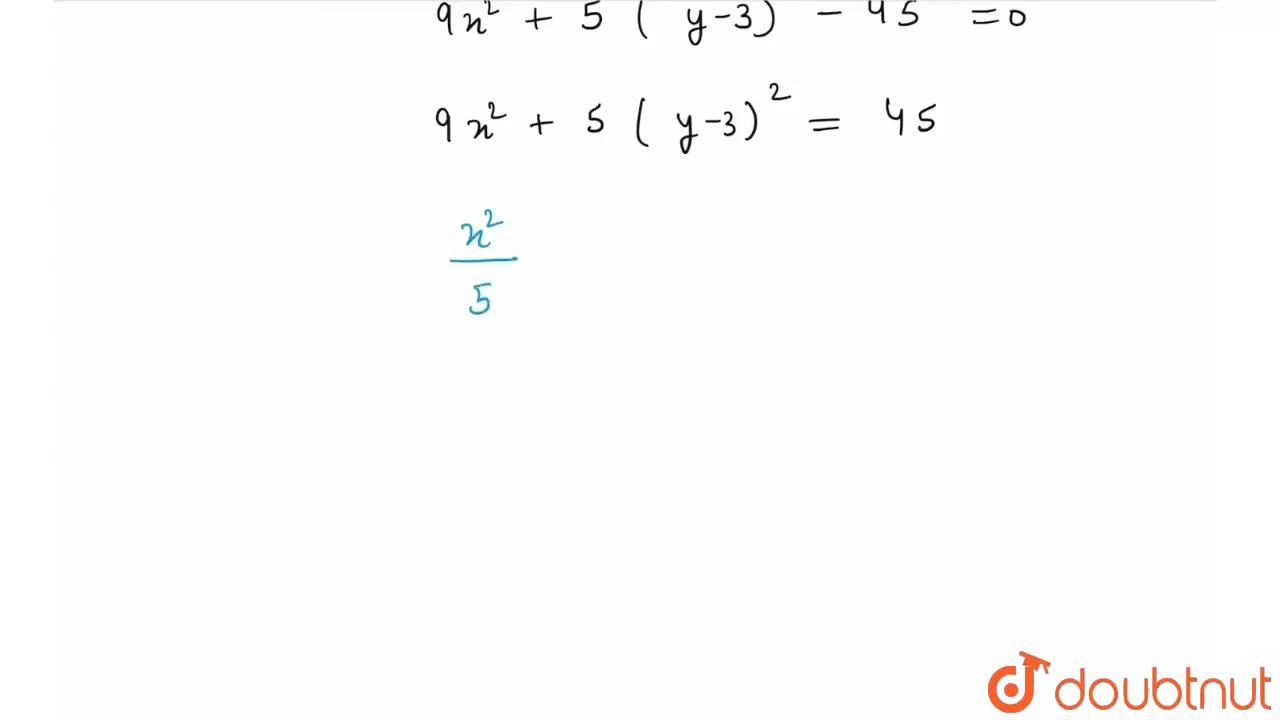 9x² + 5 ( y-3) - 45 =0
9x² + 5 ( y-3)² = 45
x²
5
doubtnut